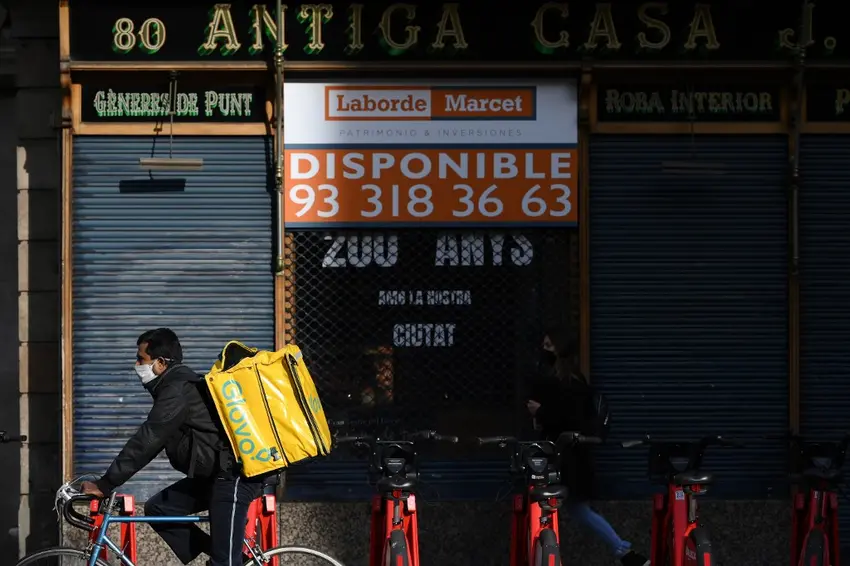 80 ANTIGA CASA J.
GÈNERES DE PUNT
Laborde Marcet
PATRIMONIO & INVERSIONES
DISPONIBLE
93 318 36 63
ROBA INTERIOR
P
200 ANYS
AMB LA NOSTRA
CIUTAT
Glovo